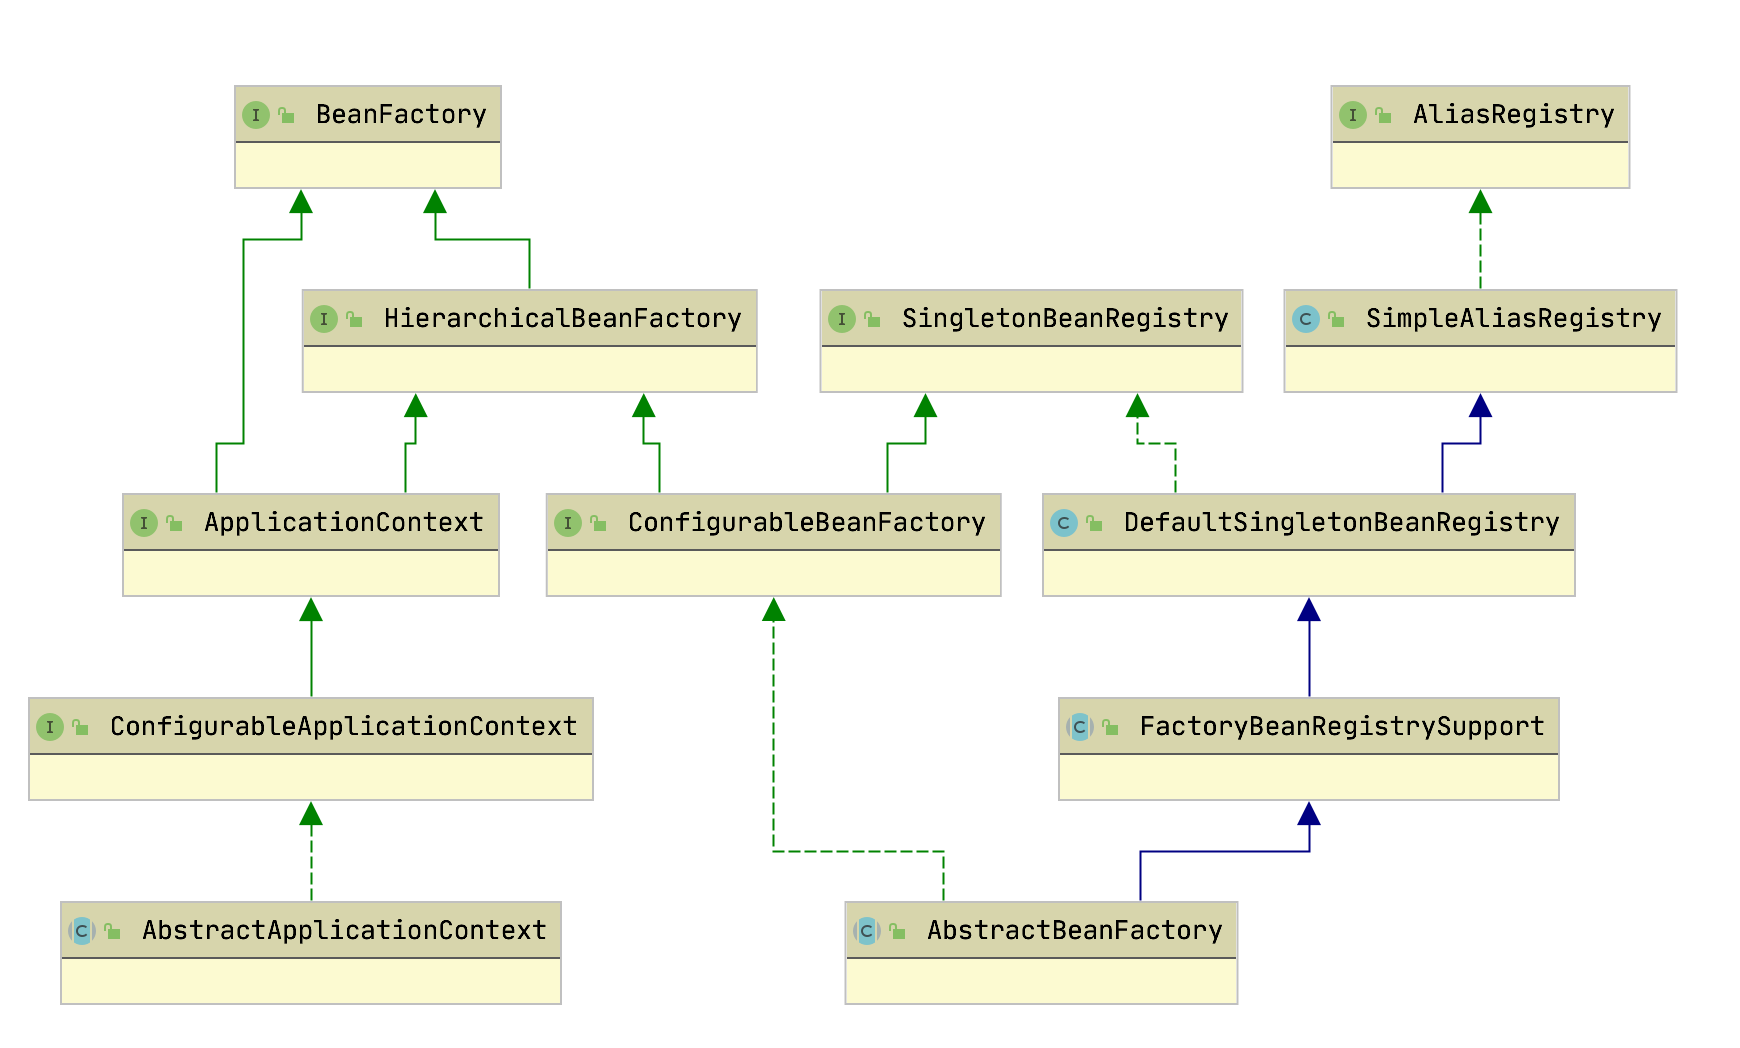 I BeanFactory
I AliasRegistry
I HierarchicalBeanFactory
I SingletonBeanRegistry
C SimpleAliasRegistry
I ApplicationContext
I ConfigurableBeanFactory
C DefaultSingletonBeanRegistry
I ConfigurableApplicationContext
C FactoryBeanRegistrySupport
C AbstractApplicationContext
C AbstractBeanFactory